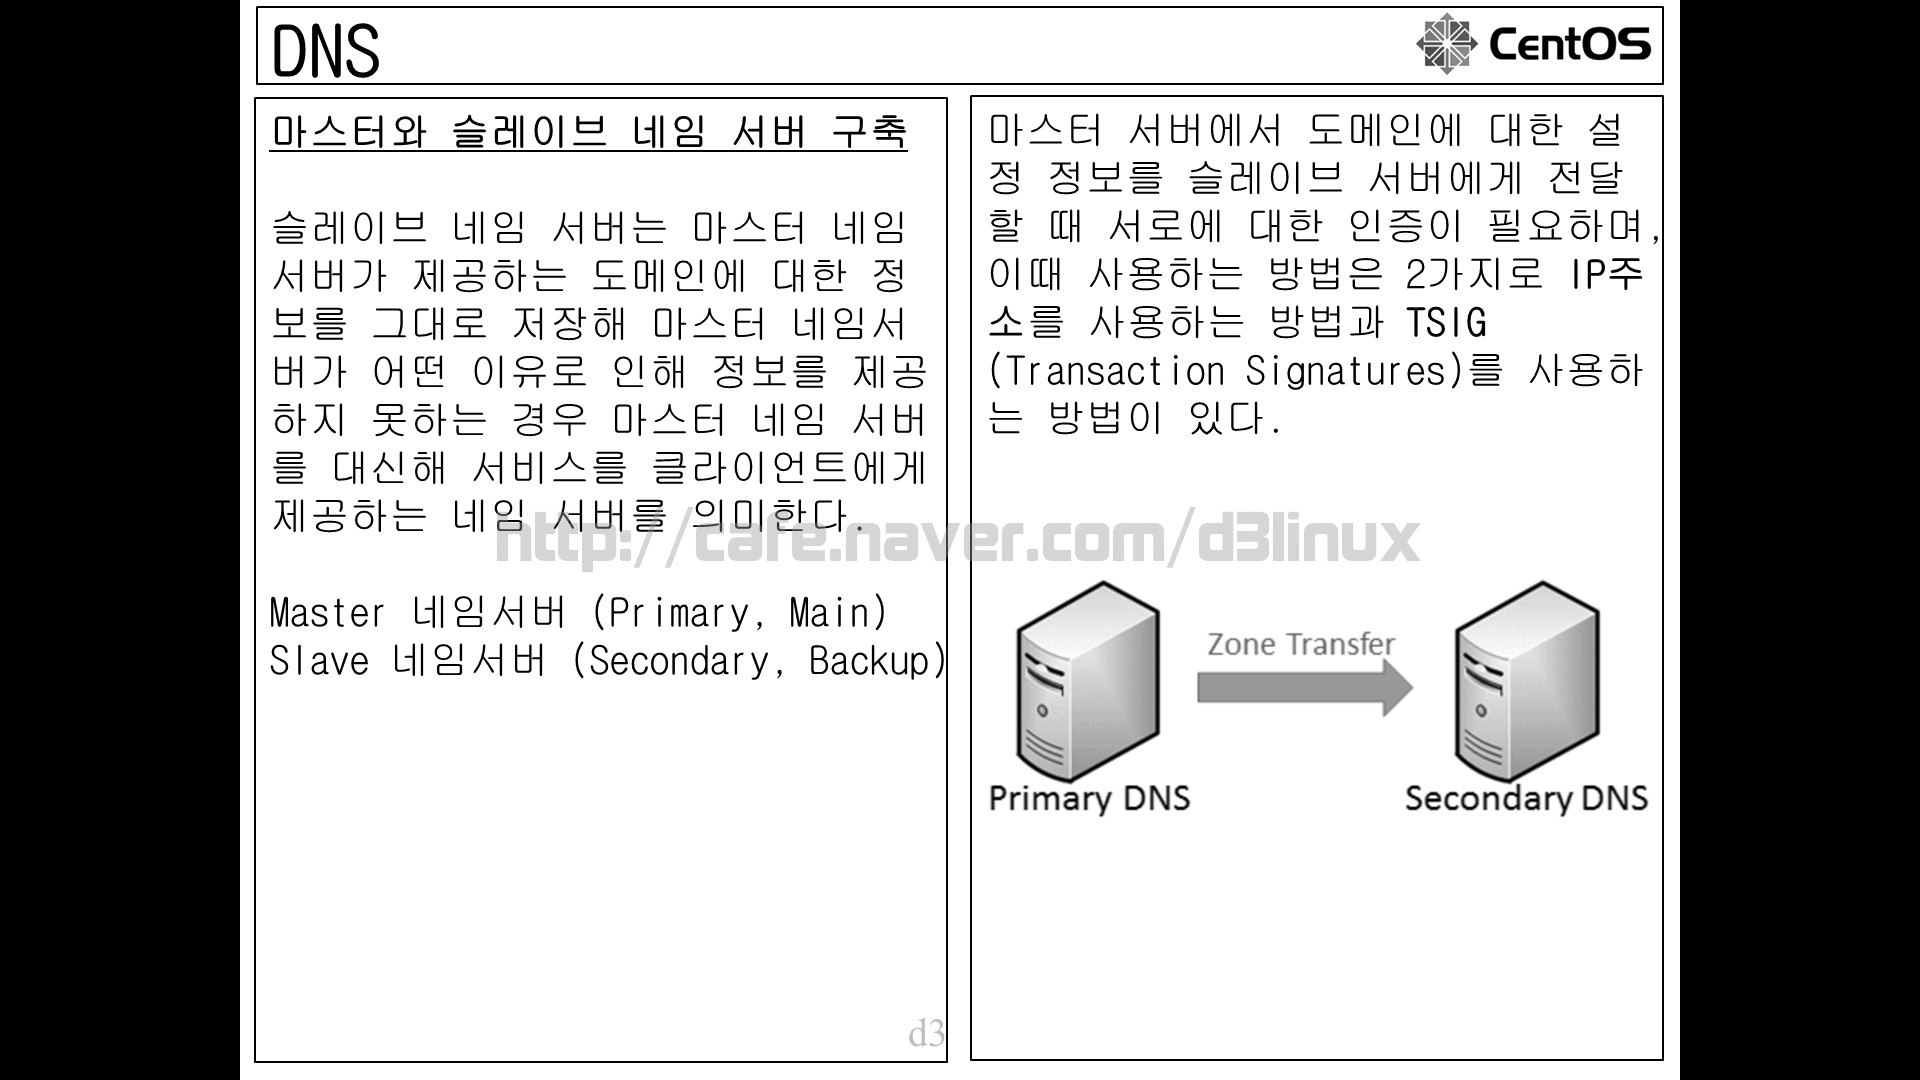 DNS
CentOS
마스터와 슬레이브 네임 서버 구축
슬레이브 네임 서버는 마스터 네임
서버가 제공하는 도메인에 대한 정
보를 그대로 저장해 마스터 네임서
버가 어떤 이유로 인해 정보를 제공
하지 못하는 경우 마스터 네임 서버
를 대신해 서비스를 클라이언트에게
제공하는 네임 서버를 의미한다.
Master 네임서버 (Primary, Main)
Slave 네임서버 (Secondary, Backup)
마스터 서버에서 도메인에 대한 설
정 정보를 슬레이브 서버에게 전달
할 때 서로에 대한 인증이 필요하며,
이때 사용하는 방법은 2가지로 IP주
소를 사용하는 방법과 TSIG
(Transaction Signatures)를 사용하
는 방법이 있다.
http://cafe.naver.com/d3linux
Zone Transfer
Primary DNS
Secondary DNS
d3